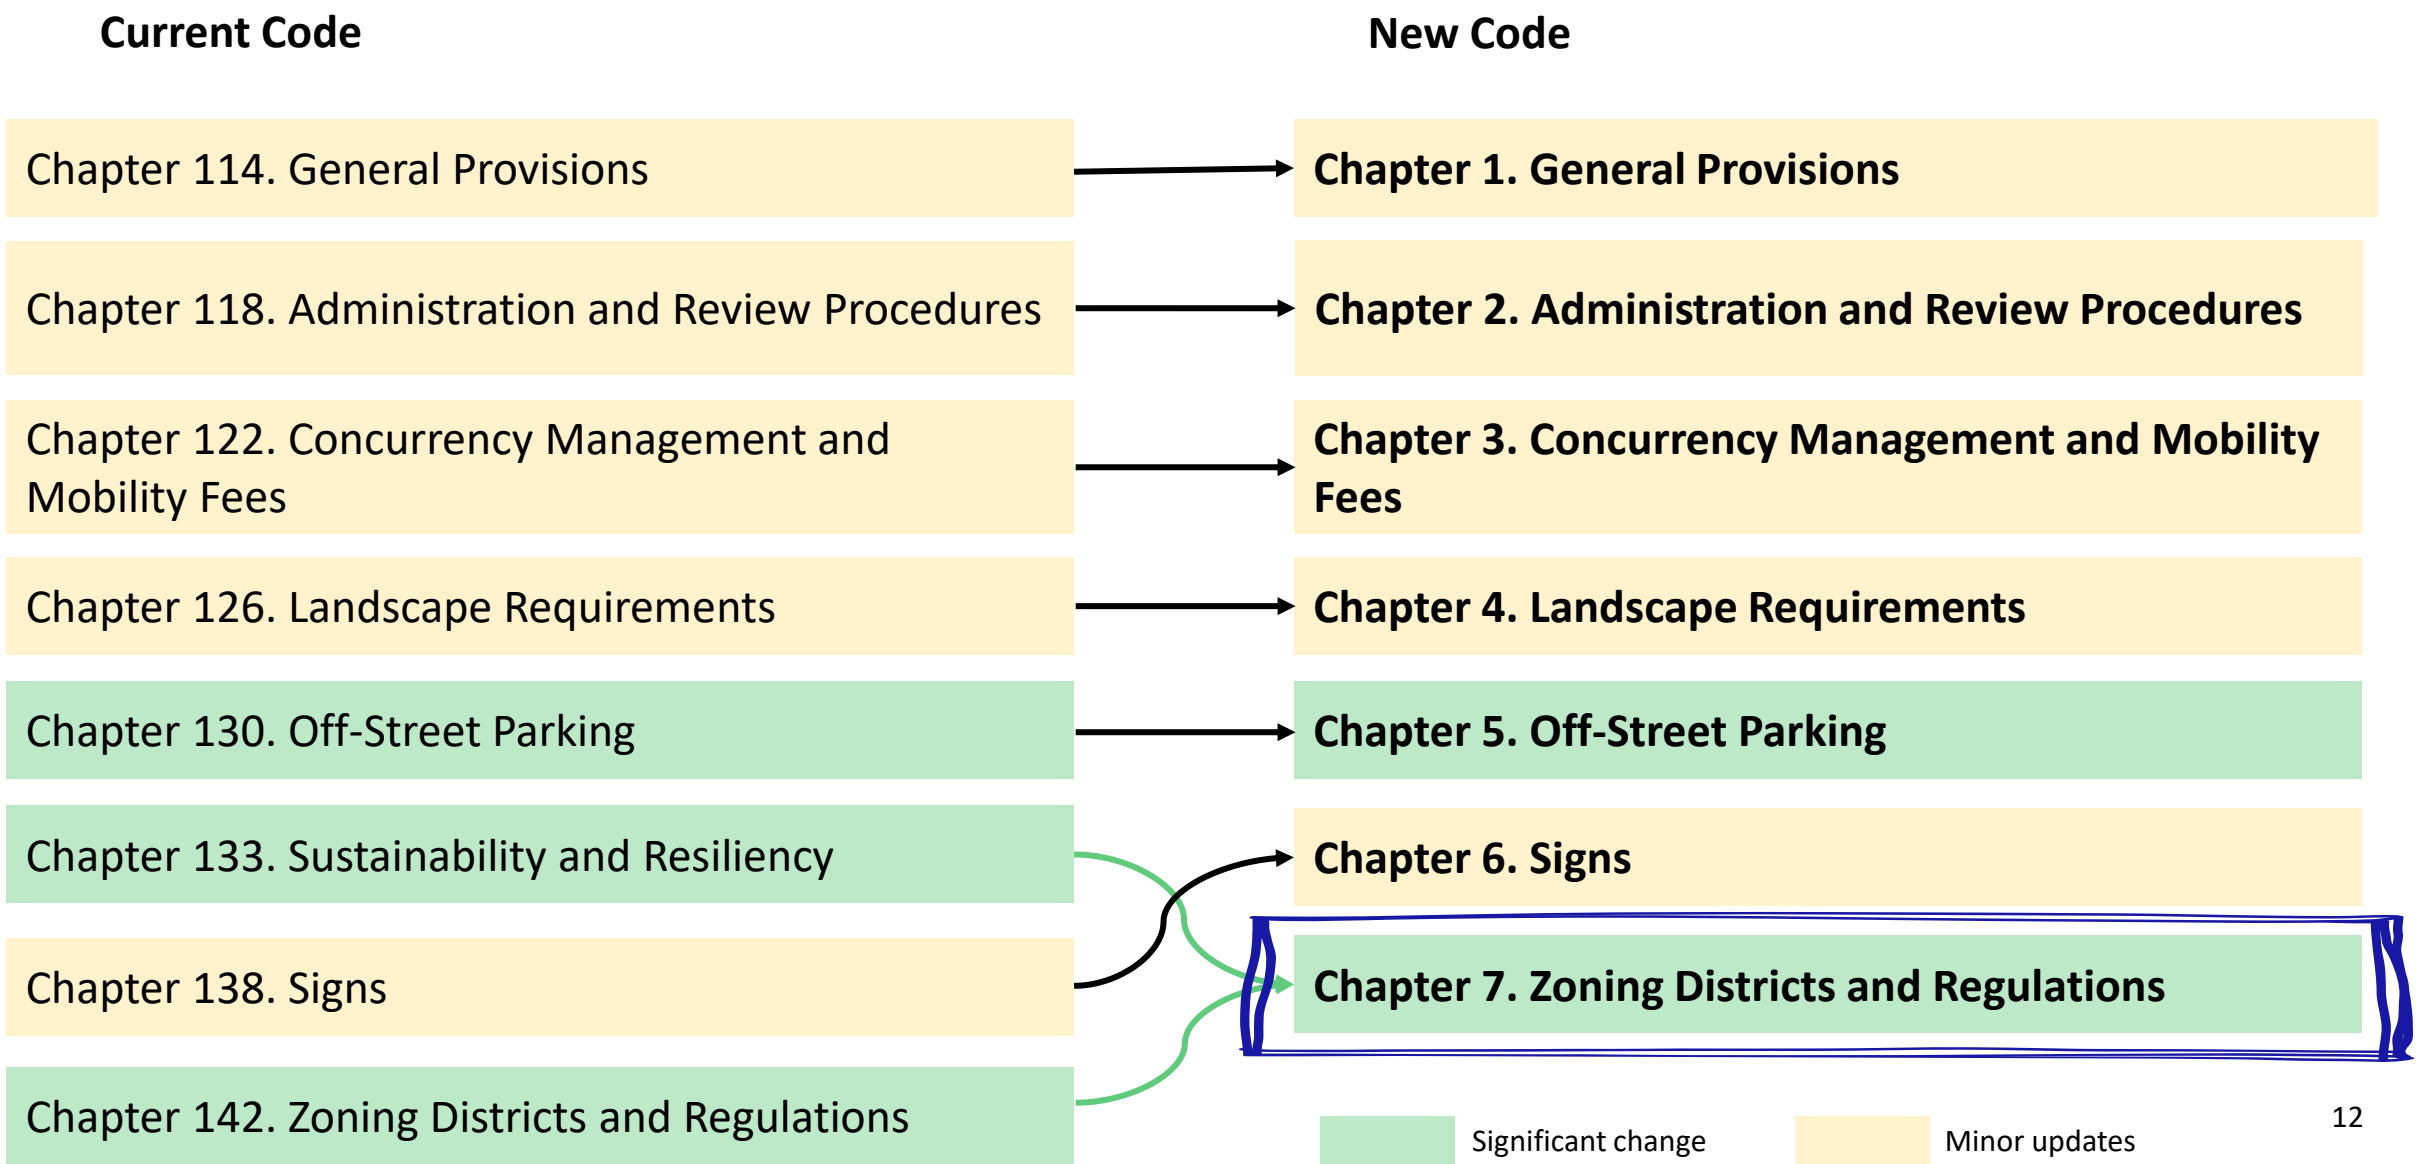 Current Code
New Code
Chapter 114. General Provisions
Chapter 1. General Provisions
Chapter 118. Administration and Review Procedures
Chapter 2. Administration and Review Procedures
Chapter 122. Concurrency Management and
Mobility Fees
Chapter 3. Concurrency Management and Mobility
Fees
Chapter 126. Landscape Requirements
Chapter 4. Landscape Requirements
Chapter 130. Off-Street Parking
Chapter 5. Off-Street Parking
Chapter 133. Sustainability and Resiliency
Chapter 6. Signs
Chapter 138. Signs
Chapter 7. Zoning Districts and Regulations
Chapter 142. Zoning Districts and Regulations
Significant change
Minor updates
12